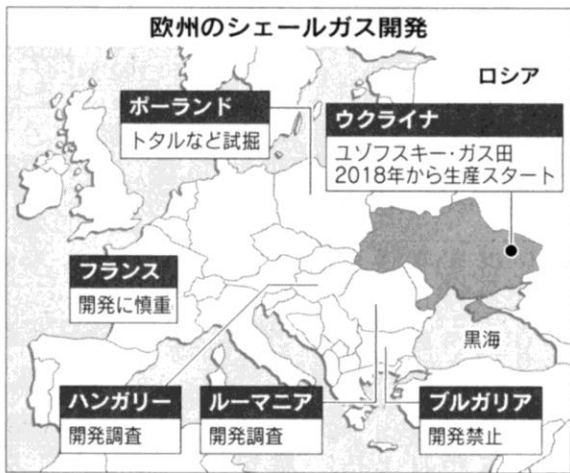 欧州のシェールガス開発
ロシア
ポーランド
トタルなど試掘
ウクライナ
ユゾフスキー・ガス田
2018年から生産スタート
フランス
開発に慎重
黒海
ハンガリー
開発調査
ルーマニア
開発調査
ブルガリア
開発禁止